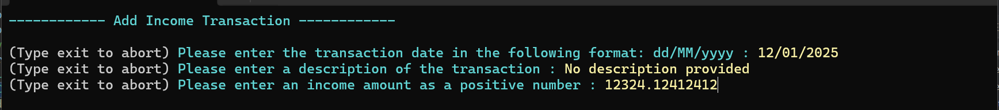 ------------ Add Income Transaction ------------
(Type exit to abort) Please enter the transaction date in the following format: dd/MM/yyyy : 12/01/2025
(Type exit to abort) Please enter a description of the transaction : No description provided
(Type exit to abort) Please enter an income amount as a positive number : 12324.12412412